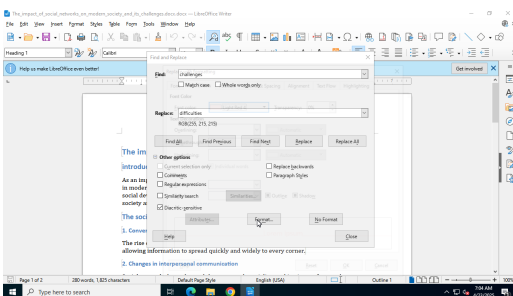 The_impact_of_social_networks_on_modern_society_and_its_challenges.docx.docx — LibreOffice Writer
File Edit View Insert Format Styles Table Form Tools Window Help
Heading 1
Calibri
Help us make LibreOffice even better!
Get involved
Find and Replace
Find: challenges
Match case Whole words only
Replace: difficulties
RGB(255, 215, 215)
Find All Find Previous Find Next Replace Replace All
Other options
Current selection only Replace backwards
Comments Paragraph Styles
Regular expressions
Similarity search Similarities...
Diacritic-sensitive
Attributes... Format... No Format
Help Close
The im
introdu
As an im
in moder
social de
society a
The soci
1. Conver
The rise
allowing information to spread quickly and widely to every corner.
2. Changes in interpersonal communication
Page 1 of 2 280 words, 1,825 characters Default Page Style English (USA) Outline 1 100%
Type here to search
7:04 AM